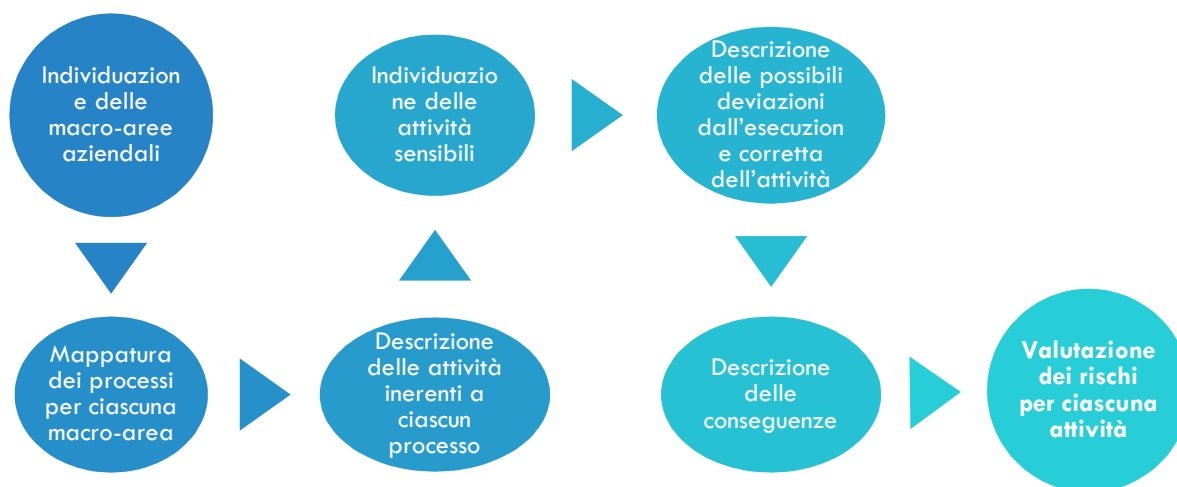 Individuazion
e delle
macro-aree
aziendali
Mappatura
dei processi
per ciascuna
macro-area
Descrizione
delle attività
inerenti a
ciascun
processo
Individuazio
ne delle
attività
sensibili
Descrizione
delle possibili
deviazioni
dall'esecuzion
e corretta
dell'attività
Descrizione
delle
conseguenze
Valutazione
dei rischi
per ciascuna
attività